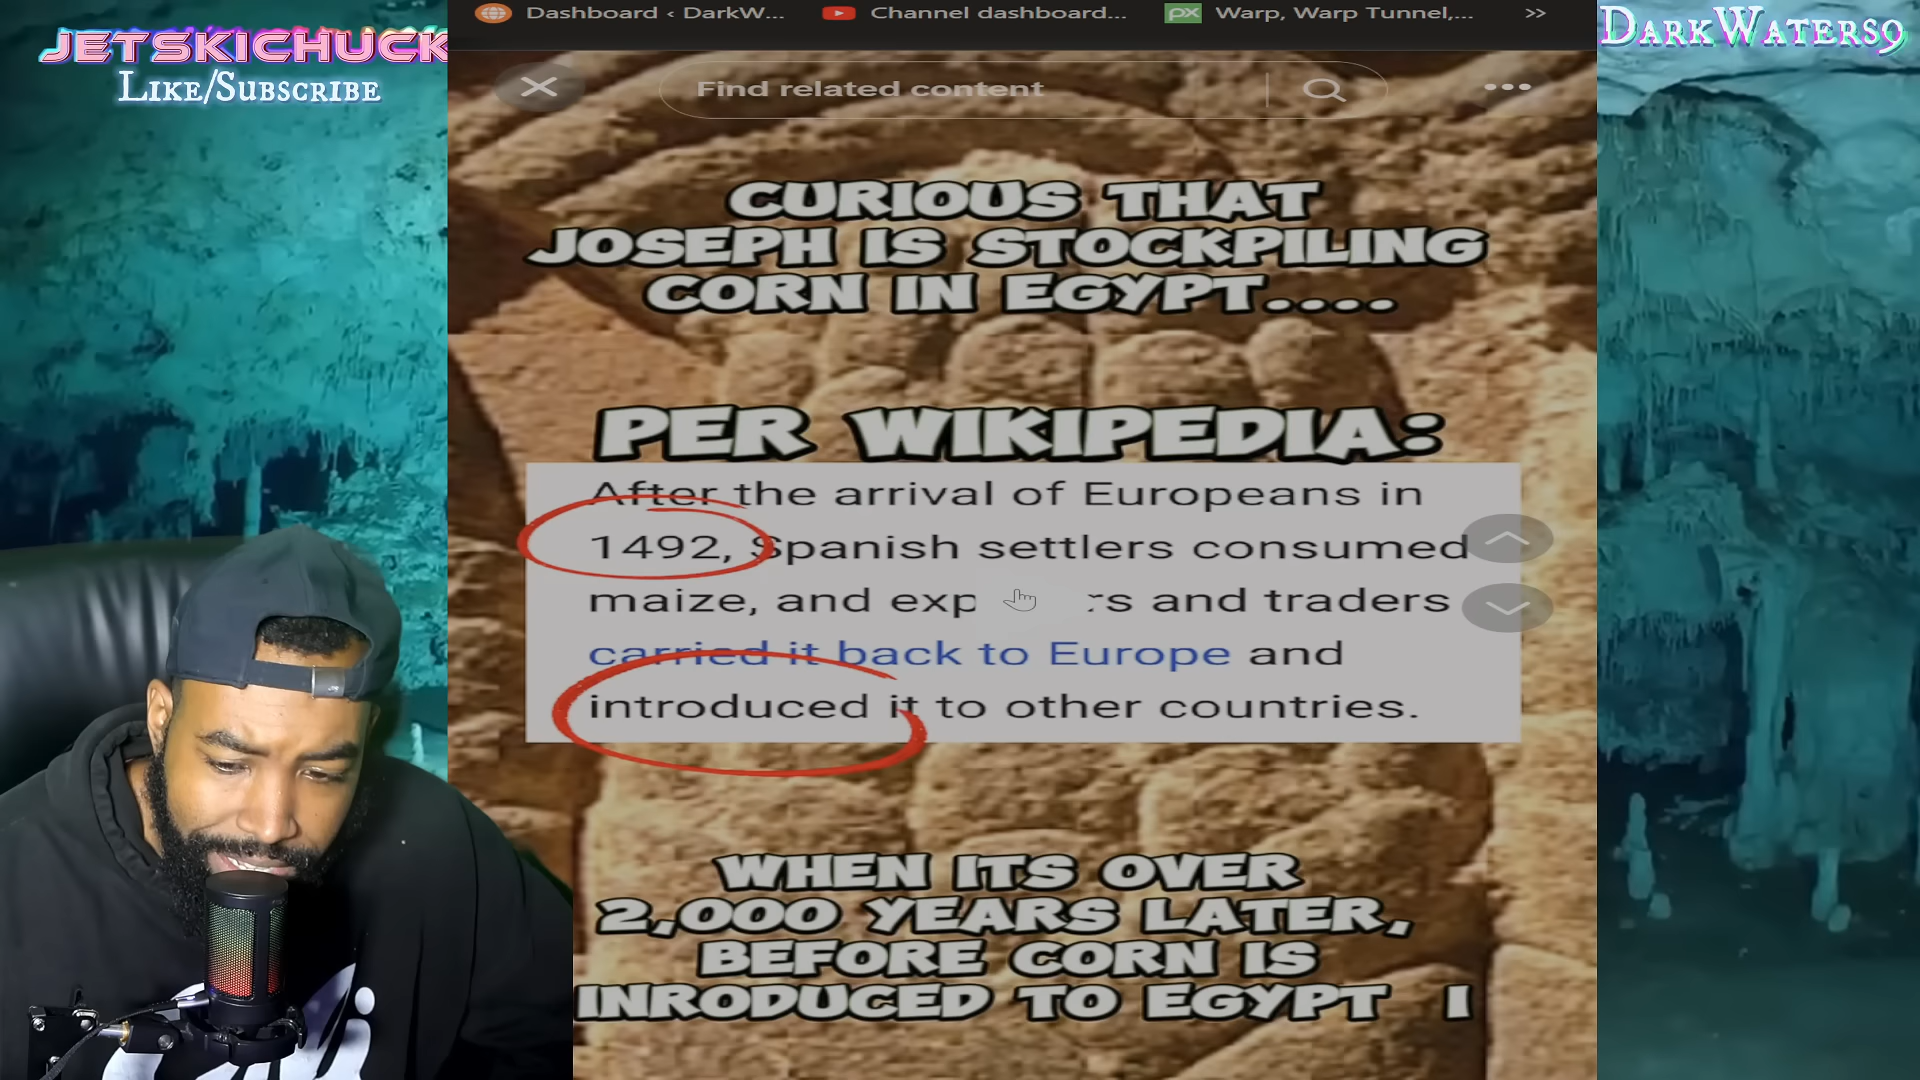 JETSKICHUCK
LIKE/SUBSCRIBE
Dashboard ‹ DarkW...
Channel dashboard...
px
Warp, Warp Tunnel,...
>>
DARKWATERS9
Find related content
CURIOUS THAT
JOSEPH IS STOCKPILING
CORN IN EGYPT....
PER WIKIPEDIA:
After the arrival of Europeans in
1492, Spanish settlers consumed
maize, and exp rs and traders
carried it back to Europe and
introduced it to other countries.
WHEN ITS OVER
2,000 YEARS LATER,
BEFORE CORN IS
INRODUCED TO EGYPT I